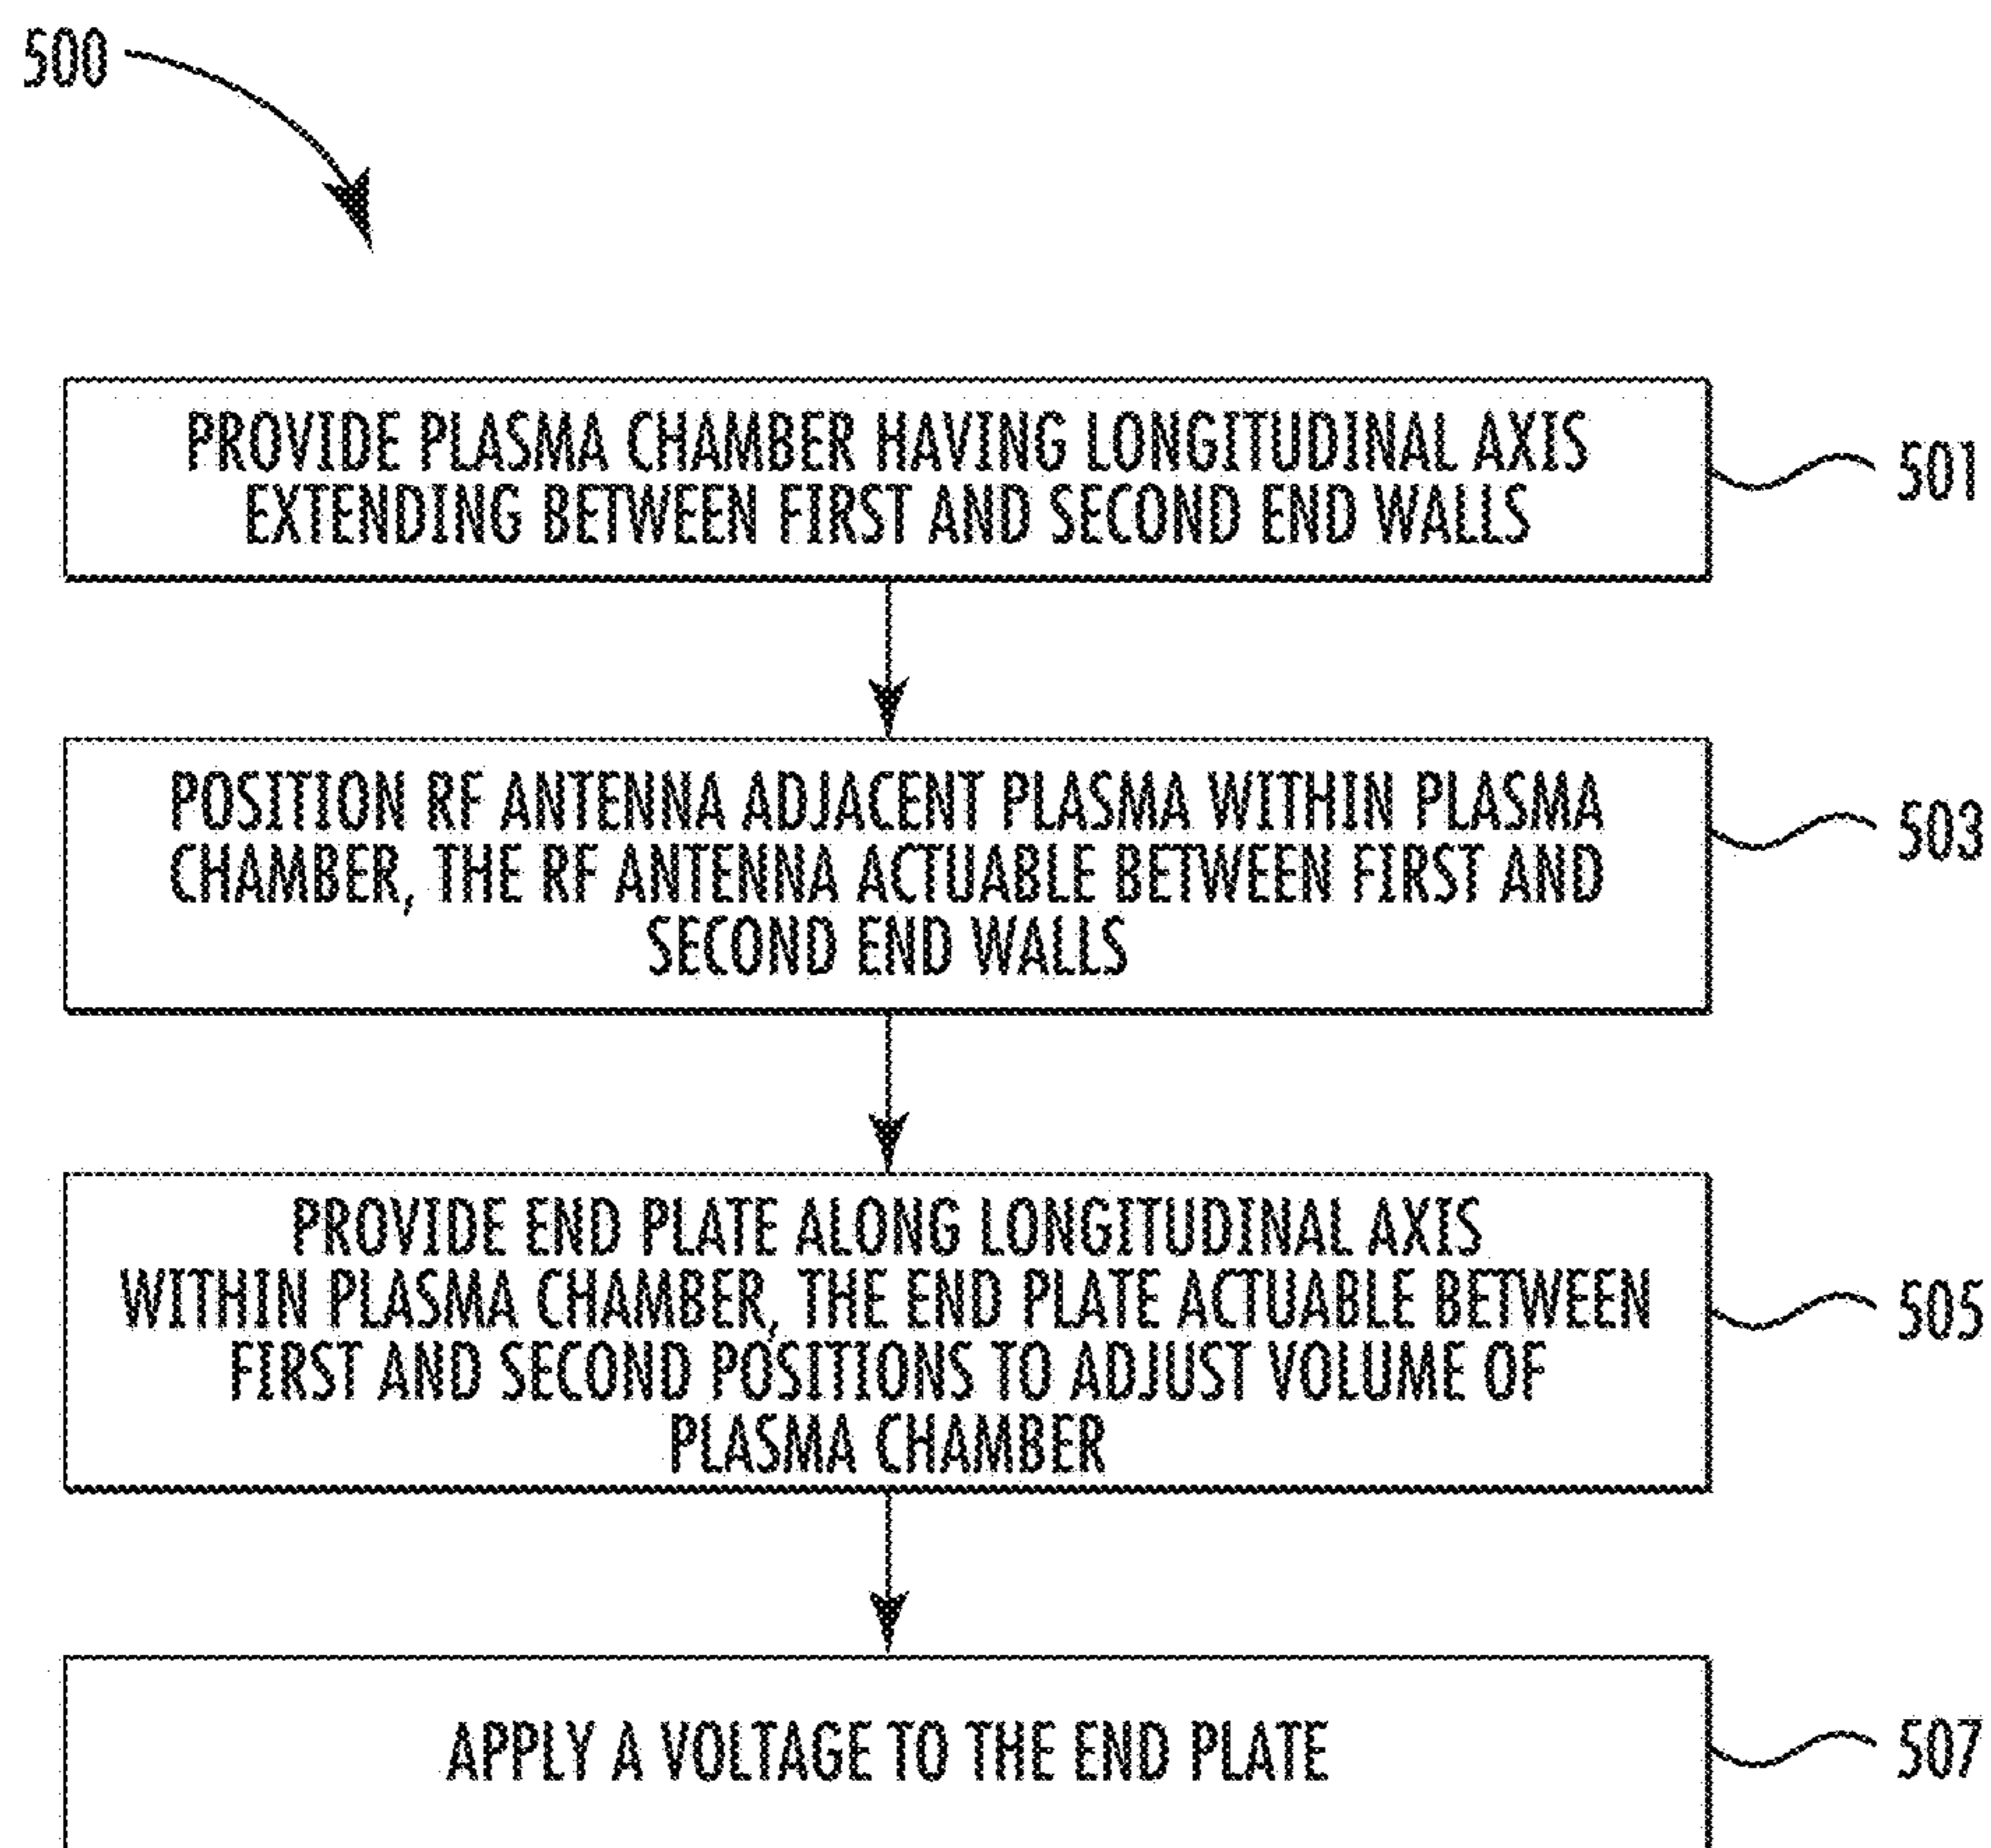 500
PROVIDE PLASMA CHAMBER HAVING LONGITUDINAL AXIS
EXTENDING BETWEEN FIRST AND SECOND END WALLS
501
POSITION RF ANTENNA ADJACENT PLASMA WITHIN PLASMA
CHAMBER, THE RF ANTENNA ACTUABLE BETWEEN FIRST AND
SECOND END WALLS
503
PROVIDE END PLATE ALONG LONGITUDINAL AXIS
WITHIN PLASMA CHAMBER, THE END PLATE ACTUABLE BETWEEN
FIRST AND SECOND POSITIONS TO ADJUST VOLUME OF
PLASMA CHAMBER
505
APPLY A VOLTAGE TO THE END PLATE
507